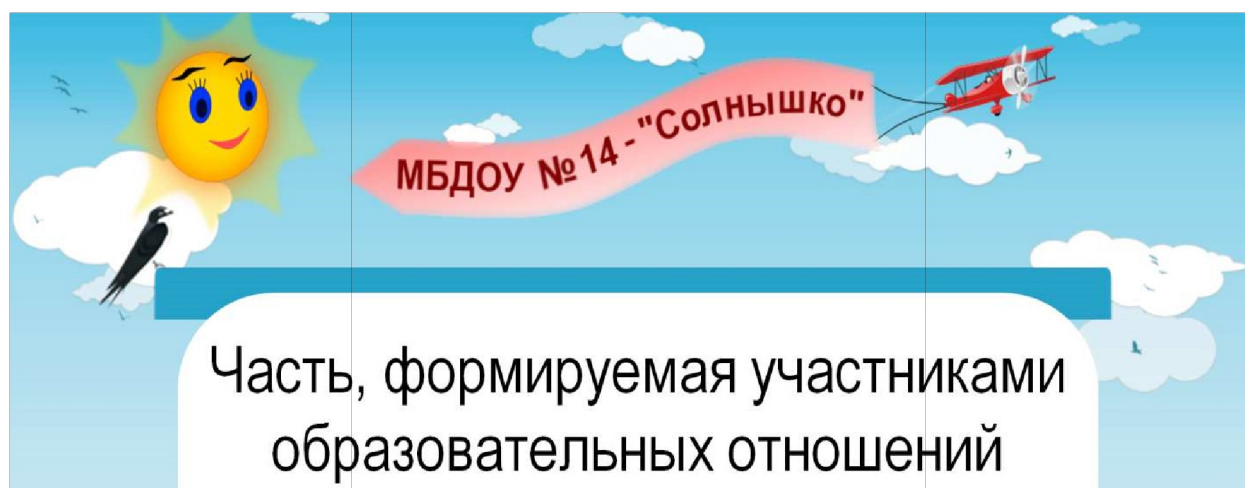 МБДОУ №14 - "Солнышко"
Часть, формируемая участниками
образовательных отношений